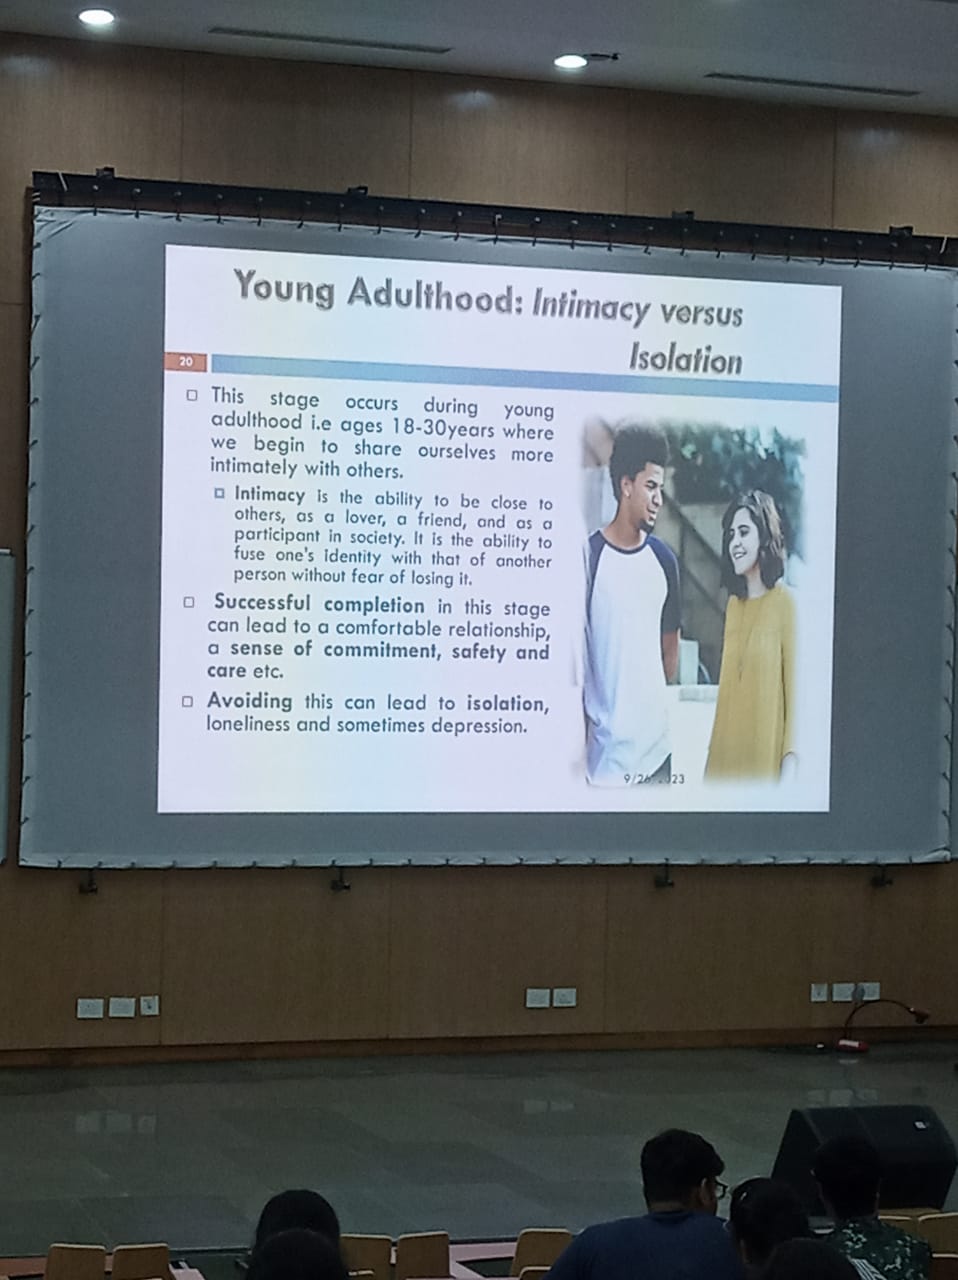 Young Adulthood: Intimacy versus
Isolation
20
This stage occurs during young
adulthood i.e ages 18-30years where
we begin to share ourselves more
intimately with others.
Intimacy is the ability to be close to
others, as a lover, a friend, and as a
participant in society. It is the ability to
fuse one's identity with that of another
person without fear of losing it.
Successful completion in this stage
can lead to a comfortable relationship,
a sense of commitment, safety and
care etc.
Avoiding this can lead to isolation,
loneliness and sometimes depression.